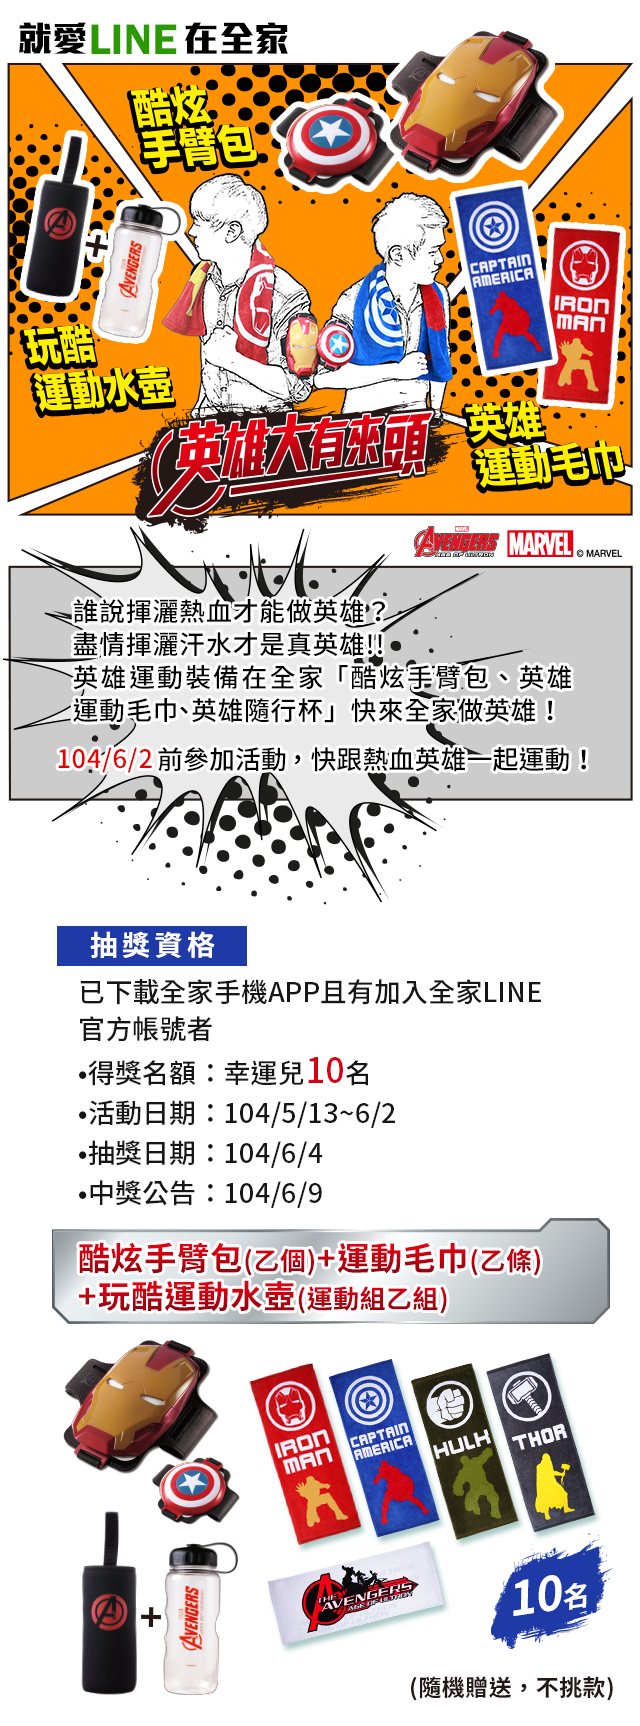 就愛LINE在全家
酷炫
手臂包
AVENGERS
CAPTAIN
AMERICA
IRON
MAN
玩酷
運動水壺
英雄大有來頭
英雄
運動毛巾
MARVEL
AVENGERS
AGE OF ULTRON
MARVEL
© MARVEL
誰說揮灑熱血才能做英雄？
盡情揮灑汗水才是真英雄!!
英雄運動裝備在全家「酷炫手臂包、英雄
運動毛巾、英雄隨行杯」快來全家做英雄！
104/6/2前參加活動，快跟熱血英雄一起運動！
抽獎資格
已下載全家手機APP且有加入全家LINE
官方帳號者
•得獎名額：幸運兒10名
•活動日期：104/5/13~6/2
•抽獎日期：104/6/4
•中獎公告：104/6/9
酷炫手臂包(乙個)+運動毛巾(乙條)
+玩酷運動水壺(運動組乙組)
IRON
MAN
CAPTAIN
AMERICA
HULK
THOR
AVENGERS
THE
AVENGERS
AGE OF ULTRON
10名
(隨機贈送，不挑款)